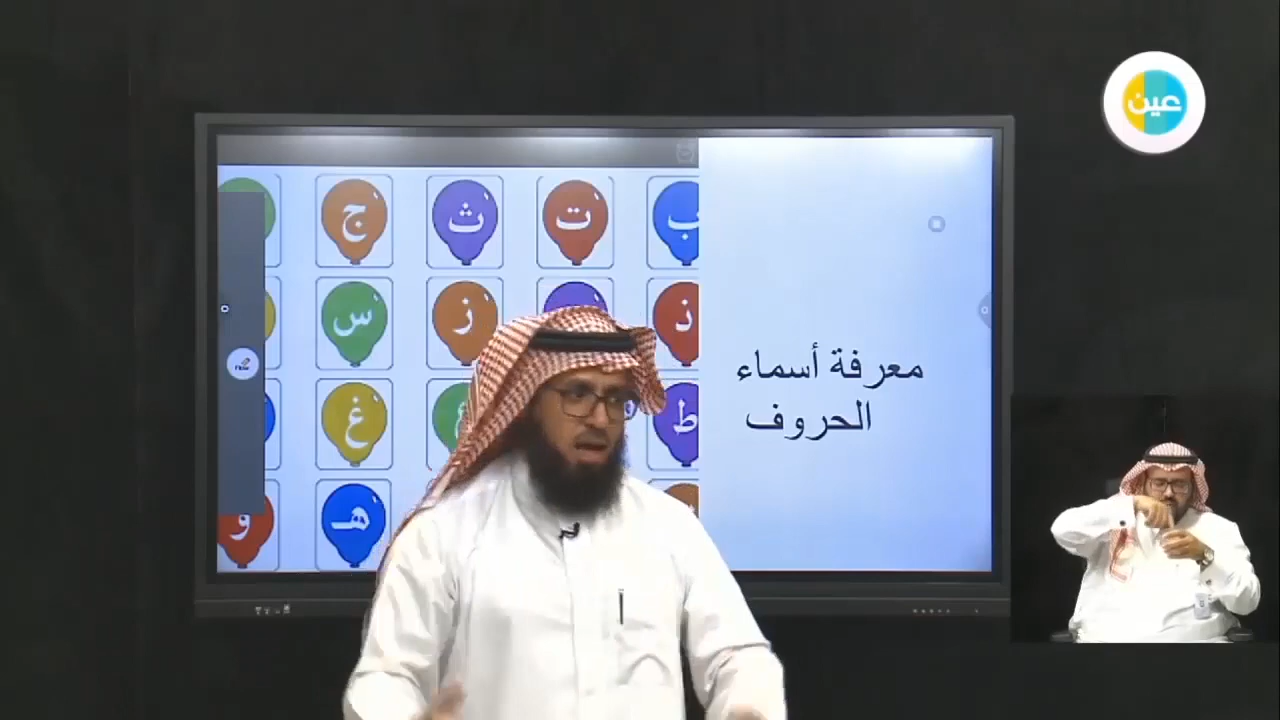 عين
ب ت ث ج
معرفة أسماء
الحروف
ذ ز س
ط غ
هـ و